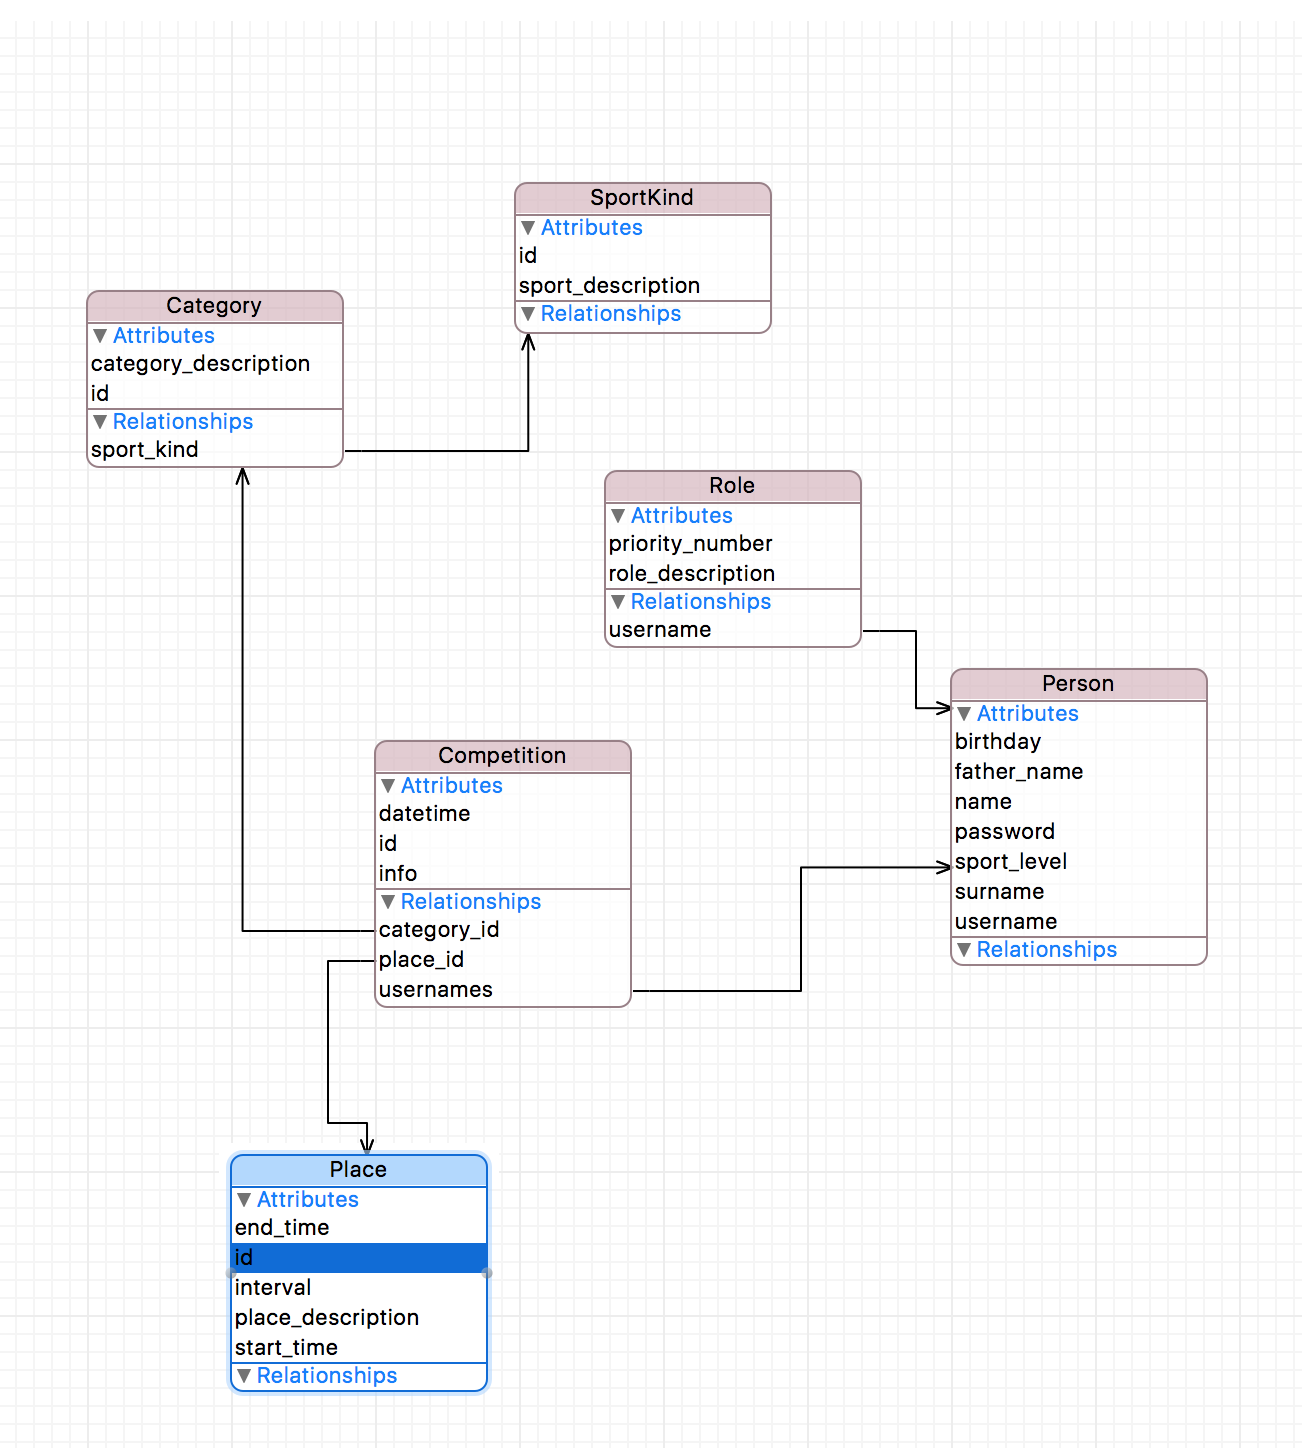 SportKind
Attributes
id
sport_description
Relationships
Category
Attributes
category_description
id
Relationships
sport_kind
Role
Attributes
priority_number
role_description
Relationships
username
Person
Attributes
birthday
father_name
name
password
sport_level
surname
username
Relationships
Competition
Attributes
datetime
id
info
Relationships
category_id
place_id
usernames
Place
Attributes
end_time
id
interval
place_description
start_time
Relationships